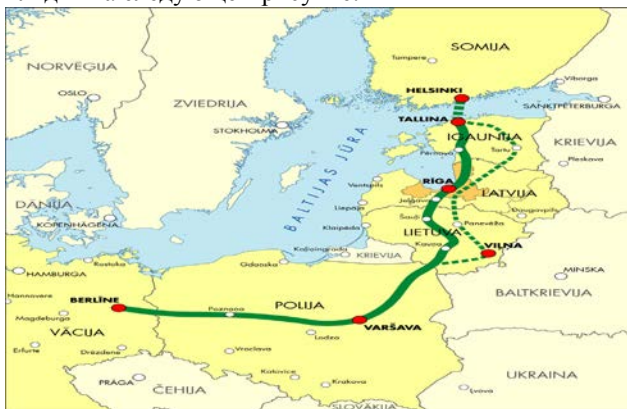 SOMIJA
Tampere
NORVĒĢIJA
HELSINKI
Viborga
OSLO
ZVIEDRIJA
SANKTPĒTERBURGA
TALLINA
STOKHOLMA
IGAUNIJA
Tartu
KRIEVIJA
Pērnava
Pleskava
BALTIJAS JŪRA
Ventspils
RĪGA
LATVIJA
DĀNIJA
Jelgava
KOPENHĀGENA
Liepāja
Daugavpils
Šauļi
Panevēža
Klaipēda
LIETUVA
Kaļiņingrada
Kauņa
VIĻŅA
Rostoka
Gdaņska
KRIEVIJA
HAMBURGA
MINSKA
Hannovere
BERLĪNE
Poznaņa
POLIJA
BALTKRIEVIJA
Magdeburga
VARŠAVA
VĀCIJA
Lodza
Erfurte
Drēzdene
Vroclava
PRĀGA
Katovice
Krakova
UKRAINA
ČEHIJA
Ļvova
SLOVĀKIJA